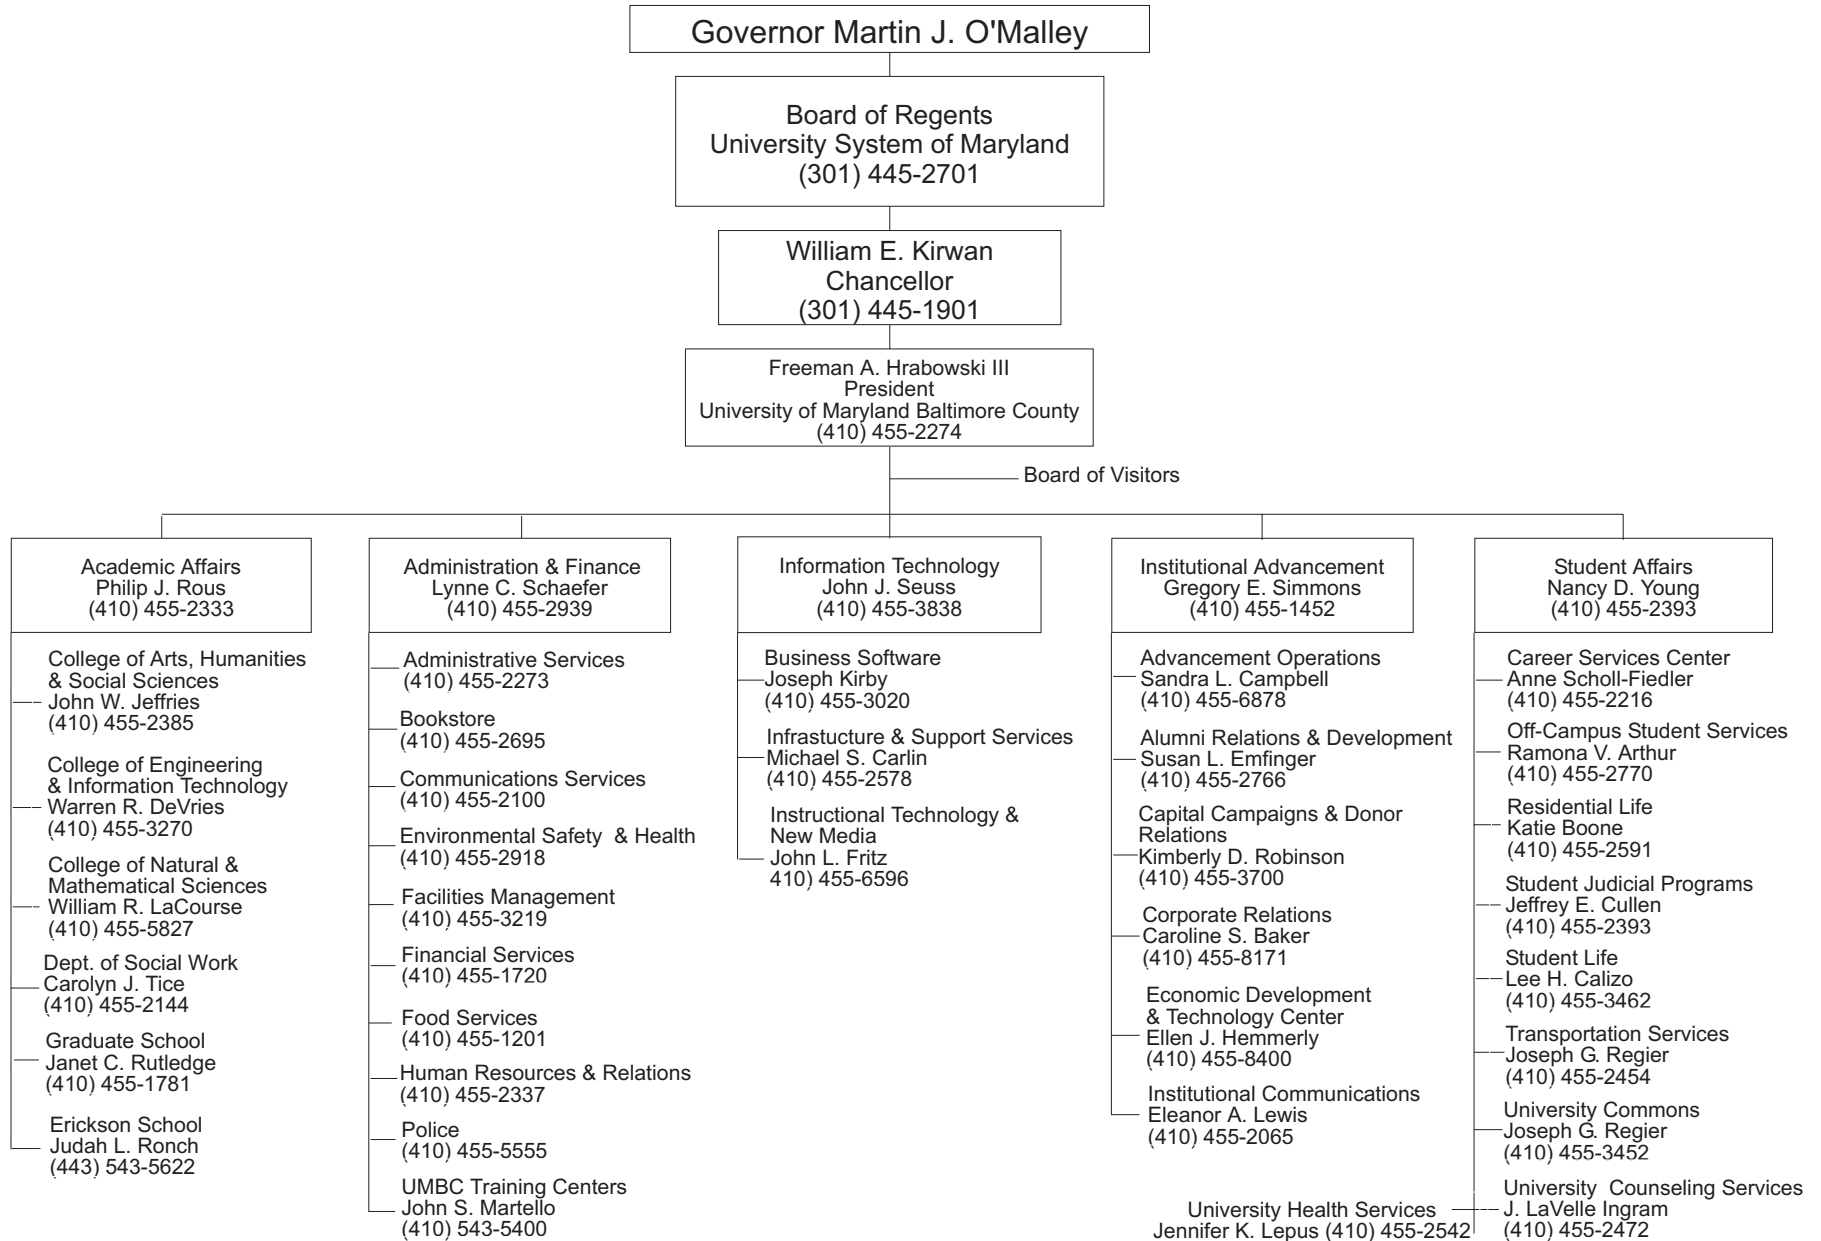 Governor Martin J. O'Malley
Board of Regents
University System of Maryland
(301) 445-2701
William E. Kirwan
Chancellor
(301) 445-1901
Freeman A. Hrabowski III
President
University of Maryland Baltimore County
(410) 455-2274
Board of Visitors
Academic Affairs
Philip J. Rous
(410) 455-2333
College of Arts, Humanities
& Social Sciences
John W. Jeffries
(410) 455-2385
College of Engineering
& Information Technology
Warren R. DeVries
(410) 455-3270
College of Natural &
Mathematical Sciences
William R. LaCourse
(410) 455-5827
Dept. of Social Work
Carolyn J. Tice
(410) 455-2144
Graduate School
Janet C. Rutledge
(410) 455-1781
Erickson School
Judah L. Ronch
(443) 543-5622
Administration & Finance
Lynne C. Schaefer
(410) 455-2939
Administrative Services
(410) 455-2273
Bookstore
(410) 455-2695
Communications Services
(410) 455-2100
Environmental Safety  & Health
(410) 455-2918
Facilities Management
(410) 455-3219
Financial Services
(410) 455-1720
Food Services
(410) 455-1201
Human Resources & Relations
(410) 455-2337
Police
(410) 455-5555
UMBC Training Centers
John S. Martello
(410) 543-5400
Information Technology
John J. Seuss
(410) 455-3838
Business Software
Joseph Kirby
(410) 455-3020
Infrastucture & Support Services
Michael S. Carlin
(410) 455-2578
Instructional Technology &
New Media
John L. Fritz
410) 455-6596
Institutional Advancement
Gregory E. Simmons
(410) 455-1452
Advancement Operations
Sandra L. Campbell
(410) 455-6878
Alumni Relations & Development
Susan L. Emfinger
(410) 455-2766
Capital Campaigns & Donor
Relations
Kimberly D. Robinson
(410) 455-3700
Corporate Relations
Caroline S. Baker
(410) 455-8171
Economic Development
& Technology Center
Ellen J. Hemmerly
(410) 455-8400
Institutional Communications
Eleanor A. Lewis
(410) 455-2065
Student Affairs
Nancy D. Young
(410) 455-2393
Career Services Center
Anne Scholl-Fiedler
(410) 455-2216
Off-Campus Student Services
Ramona V. Arthur
(410) 455-2770
Residential Life
Katie Boone
(410) 455-2591
Student Judicial Programs
Jeffrey E. Cullen
(410) 455-2393
Student Life
Lee H. Calizo
(410) 455-3462
Transportation Services
Joseph G. Regier
(410) 455-2454
University Commons
Joseph G. Regier
(410) 455-3452
University  Counseling Services
J. LaVelle Ingram
(410) 455-2472
University Health Services
Jennifer K. Lepus (410) 455-2542